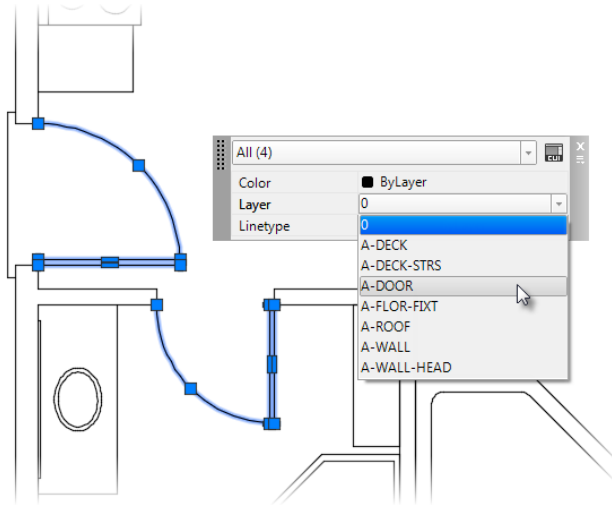 All (4)
CUI
Color ByLayer
Layer 0
Linetype
0
A-DECK
A-DECK-STRS
A-DOOR
A-FLOR-FIXT
A-ROOF
A-WALL
A-WALL-HEAD